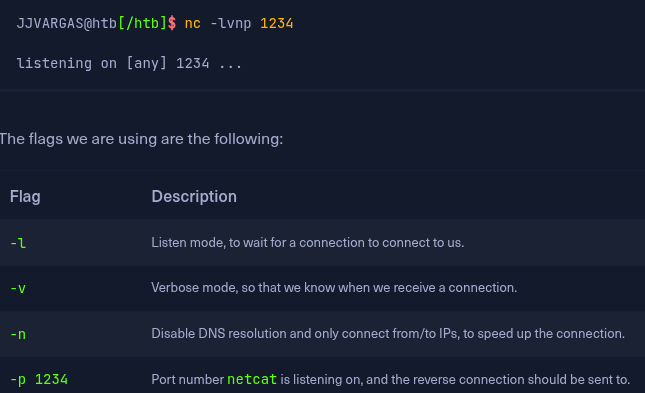 JJVARGAS@htb[/htb]$ nc -lvnp 1234
listening on [any] 1234 ...
The flags we are using are the following:
Flag Description
-l Listen mode, to wait for a connection to connect to us.
-v Verbose mode, so that we know when we receive a connection.
-n Disable DNS resolution and only connect from/to IPs, to speed up the connection.
-p 1234 Port number netcat is listening on, and the reverse connection should be sent to.